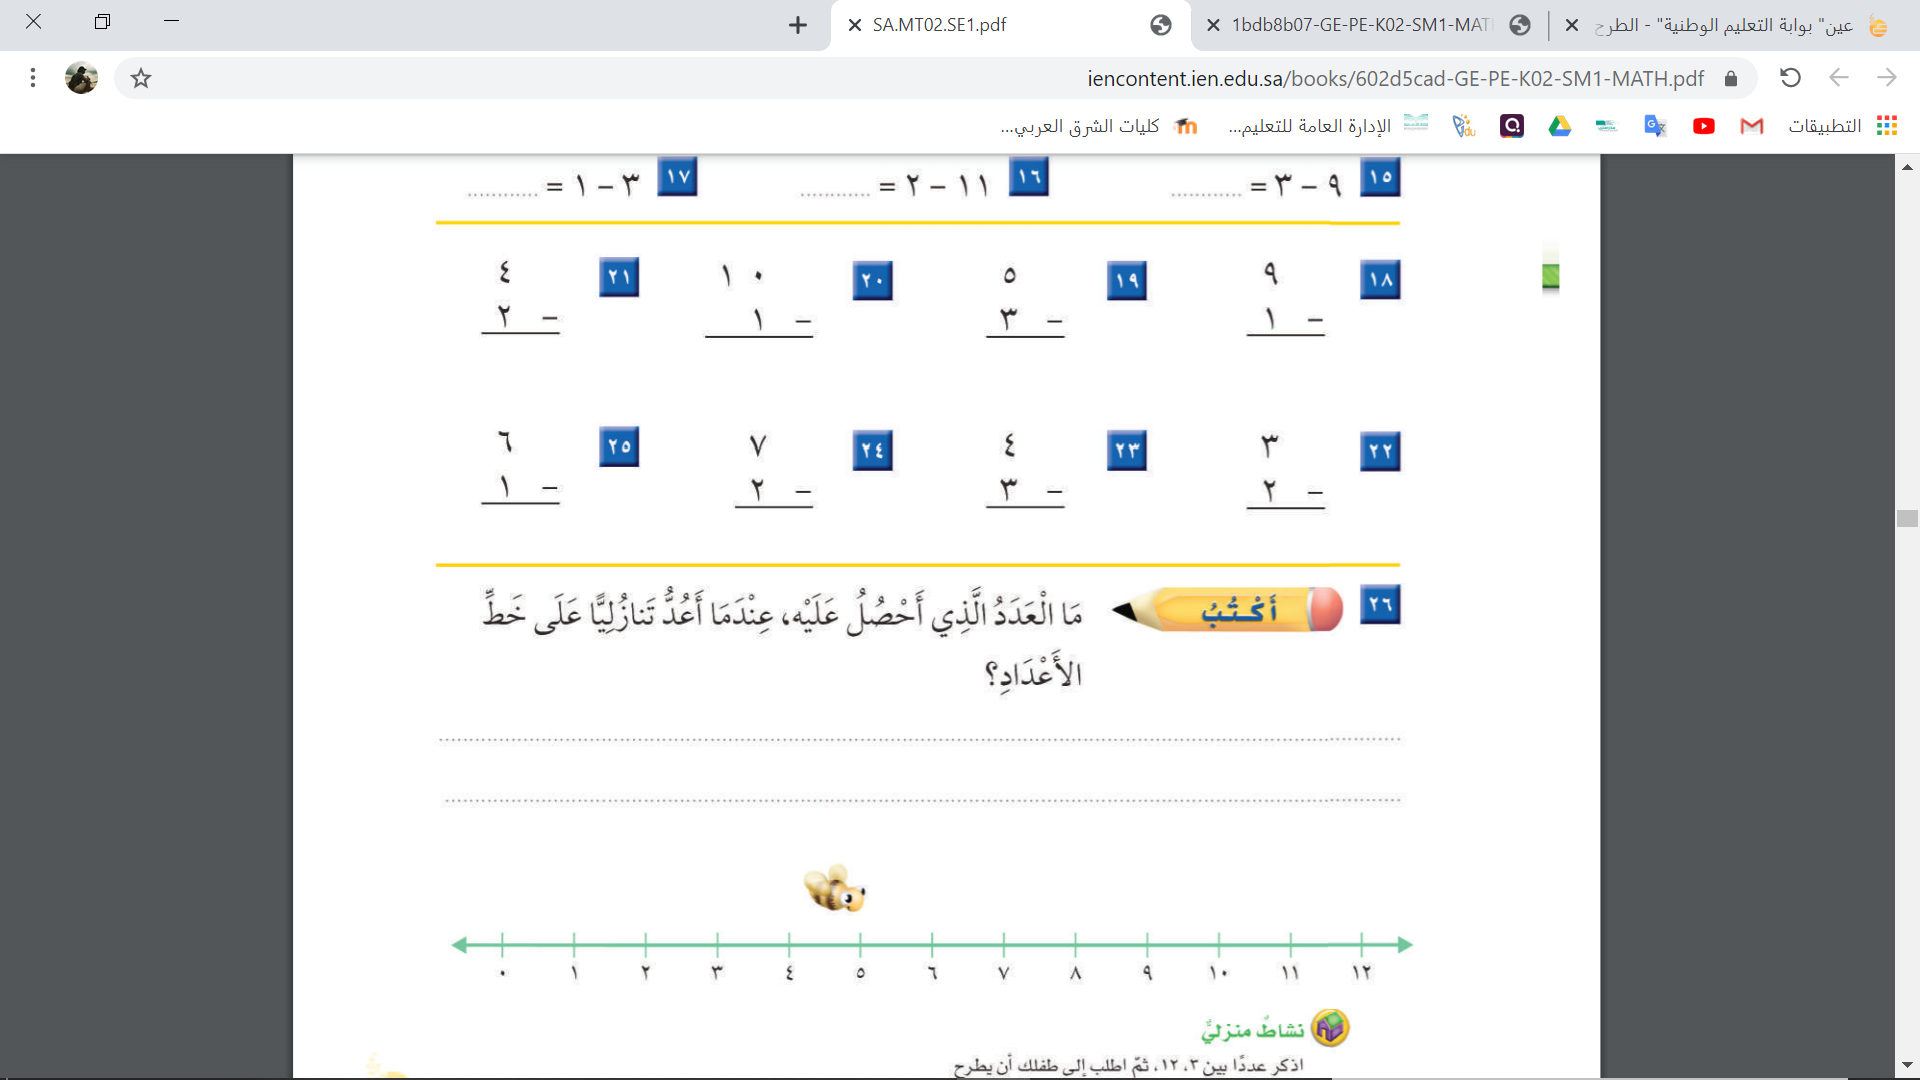 عين" بوابة التعليم الوطنية" - الطرح
1bdb8b07-GE-PE-K02-SM1-MAT
SA.MT02.SE1.pdf
iencontent.ien.edu.sa/books/602d5cad-GE-PE-K02-SM1-MATH.pdf
التطبيقات
الإدارة العامة للتعليم...
كليات الشرق العربي...
١٥ ٩ - ٣ = ............ ١٦ ١١ - ٢ = ............ ١٧ ٣ - ١ = ............
١٨ ٩ ١٩ ٥ ٢٠ ١٠ ٢١ ٤
- ١ - ٣ - ١ - ٢
٢٢ ٣ ٢٣ ٤ ٢٤ ٧ ٢٥ ٦
- ٢ - ٣ - ٢ - ١
٢٦ أَكْتُبُ مَا الْعَدَدُ الَّذِي أَحْصُلُ عَلَيْه، عِنْدَمَا أَعُدُّ تَنازُلِيًّا عَلَى خَطِّ
الأَعْدَادِ؟
٠ ١ ٢ ٣ ٤ ٥ ٦ ٧ ٨ ٩ ١٠ ١١ ١٢
نشاطٌ منزليٌّ
اذكر عددًا بين ٣، ١٢، ثمّ اطلب إلى طفلك أن يطرح